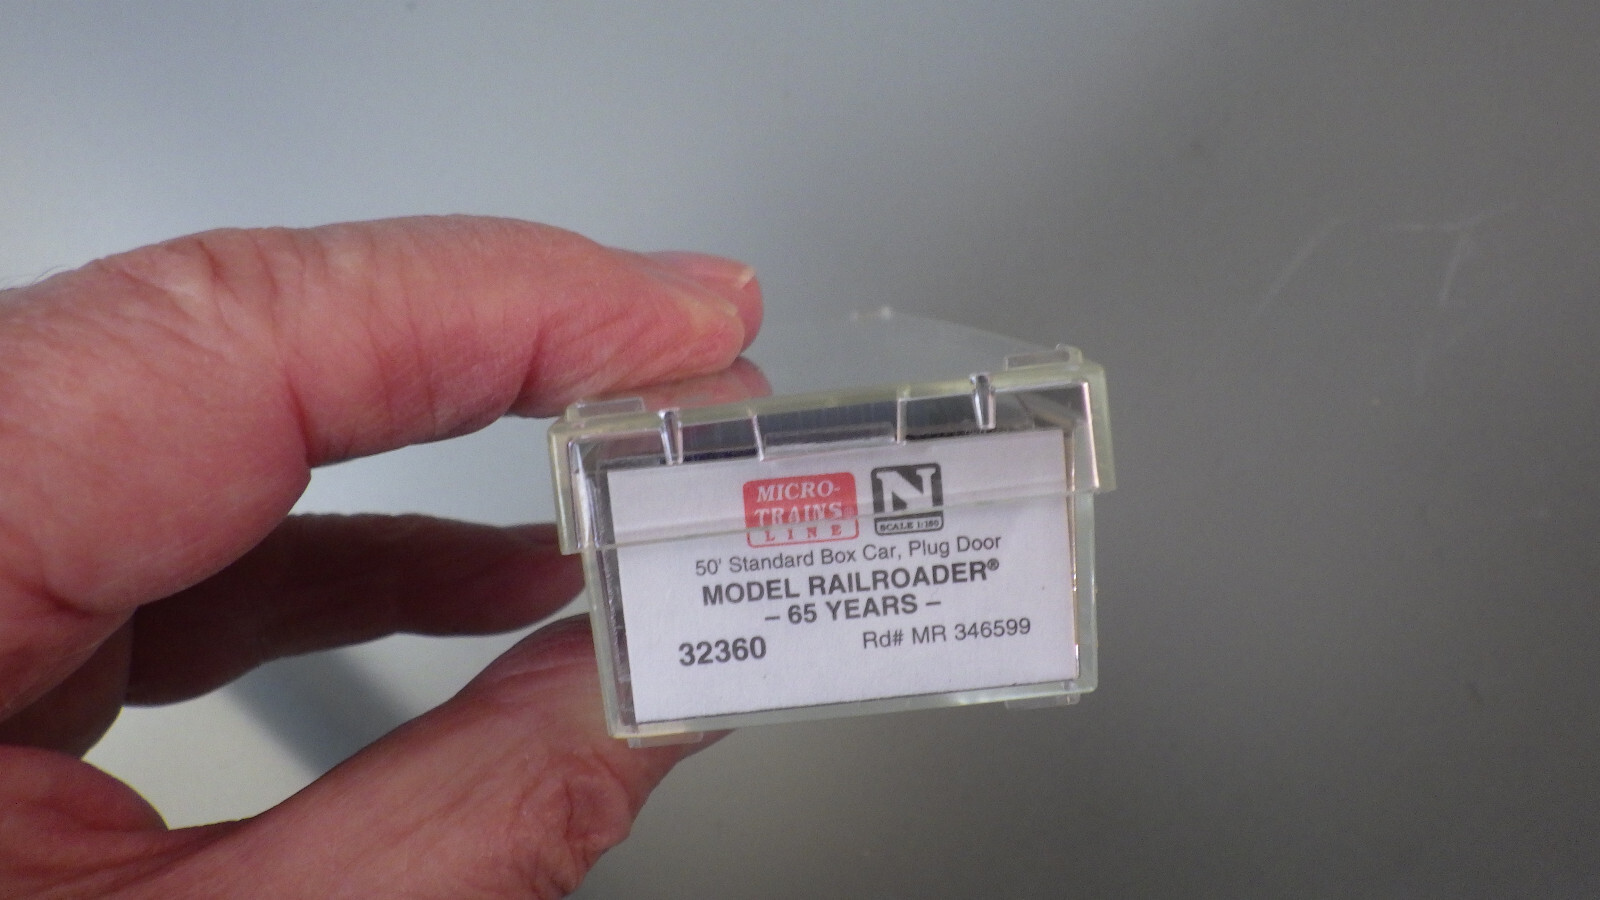 MICRO-
TRAINS®
LINE
N
SCALE 1:160
50' Standard Box Car, Plug Door
MODEL RAILROADER®
– 65 YEARS –
32360 Rd# MR 346599